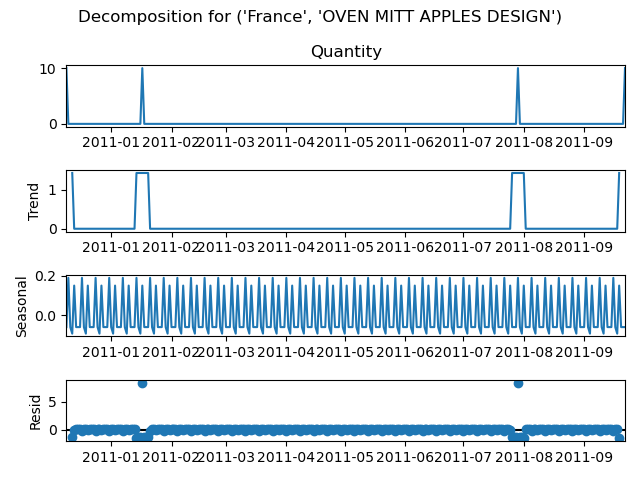 Decomposition for ('France', 'OVEN MITT APPLES DESIGN')
Quantity
10
0
2011-01 2011-02 2011-03 2011-04 2011-05 2011-06 2011-07 2011-08 2011-09
Trend
1
0
2011-01 2011-02 2011-03 2011-04 2011-05 2011-06 2011-07 2011-08 2011-09
Seasonal
0.2
0.0
2011-01 2011-02 2011-03 2011-04 2011-05 2011-06 2011-07 2011-08 2011-09
Resid
5
0
2011-01 2011-02 2011-03 2011-04 2011-05 2011-06 2011-07 2011-08 2011-09